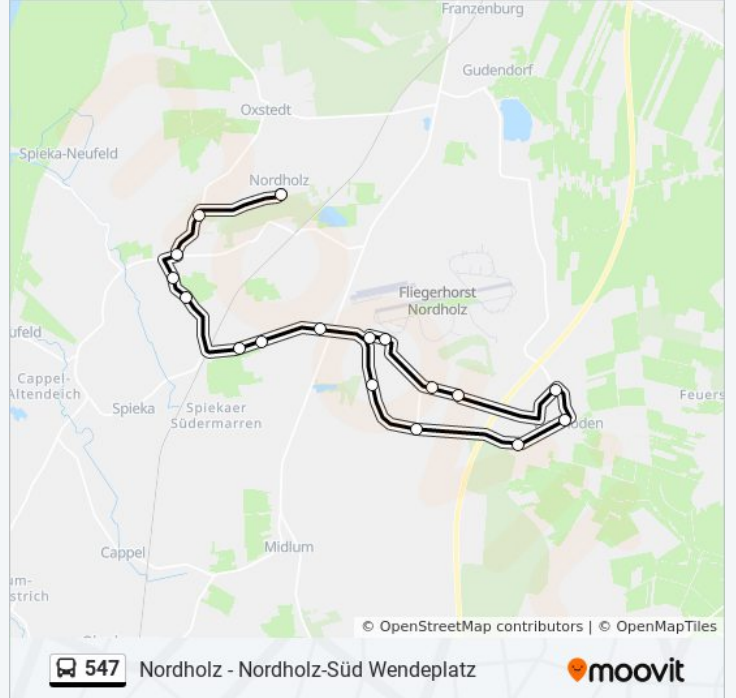 Franzenburg
Gudendorf
Oxstedt
Spieka-Neufeld
Nordholz
Fliegerhorst
Nordholz
ufeld
Cappel-
Altendeich
Spieka
Spiekaer
Südermarren
Feuers
oden
Cappel
Midlum
um-
strich
© OpenStreetMap contributors | © OpenMapTiles
547 Nordholz - Nordholz-Süd Wendeplatz moovit